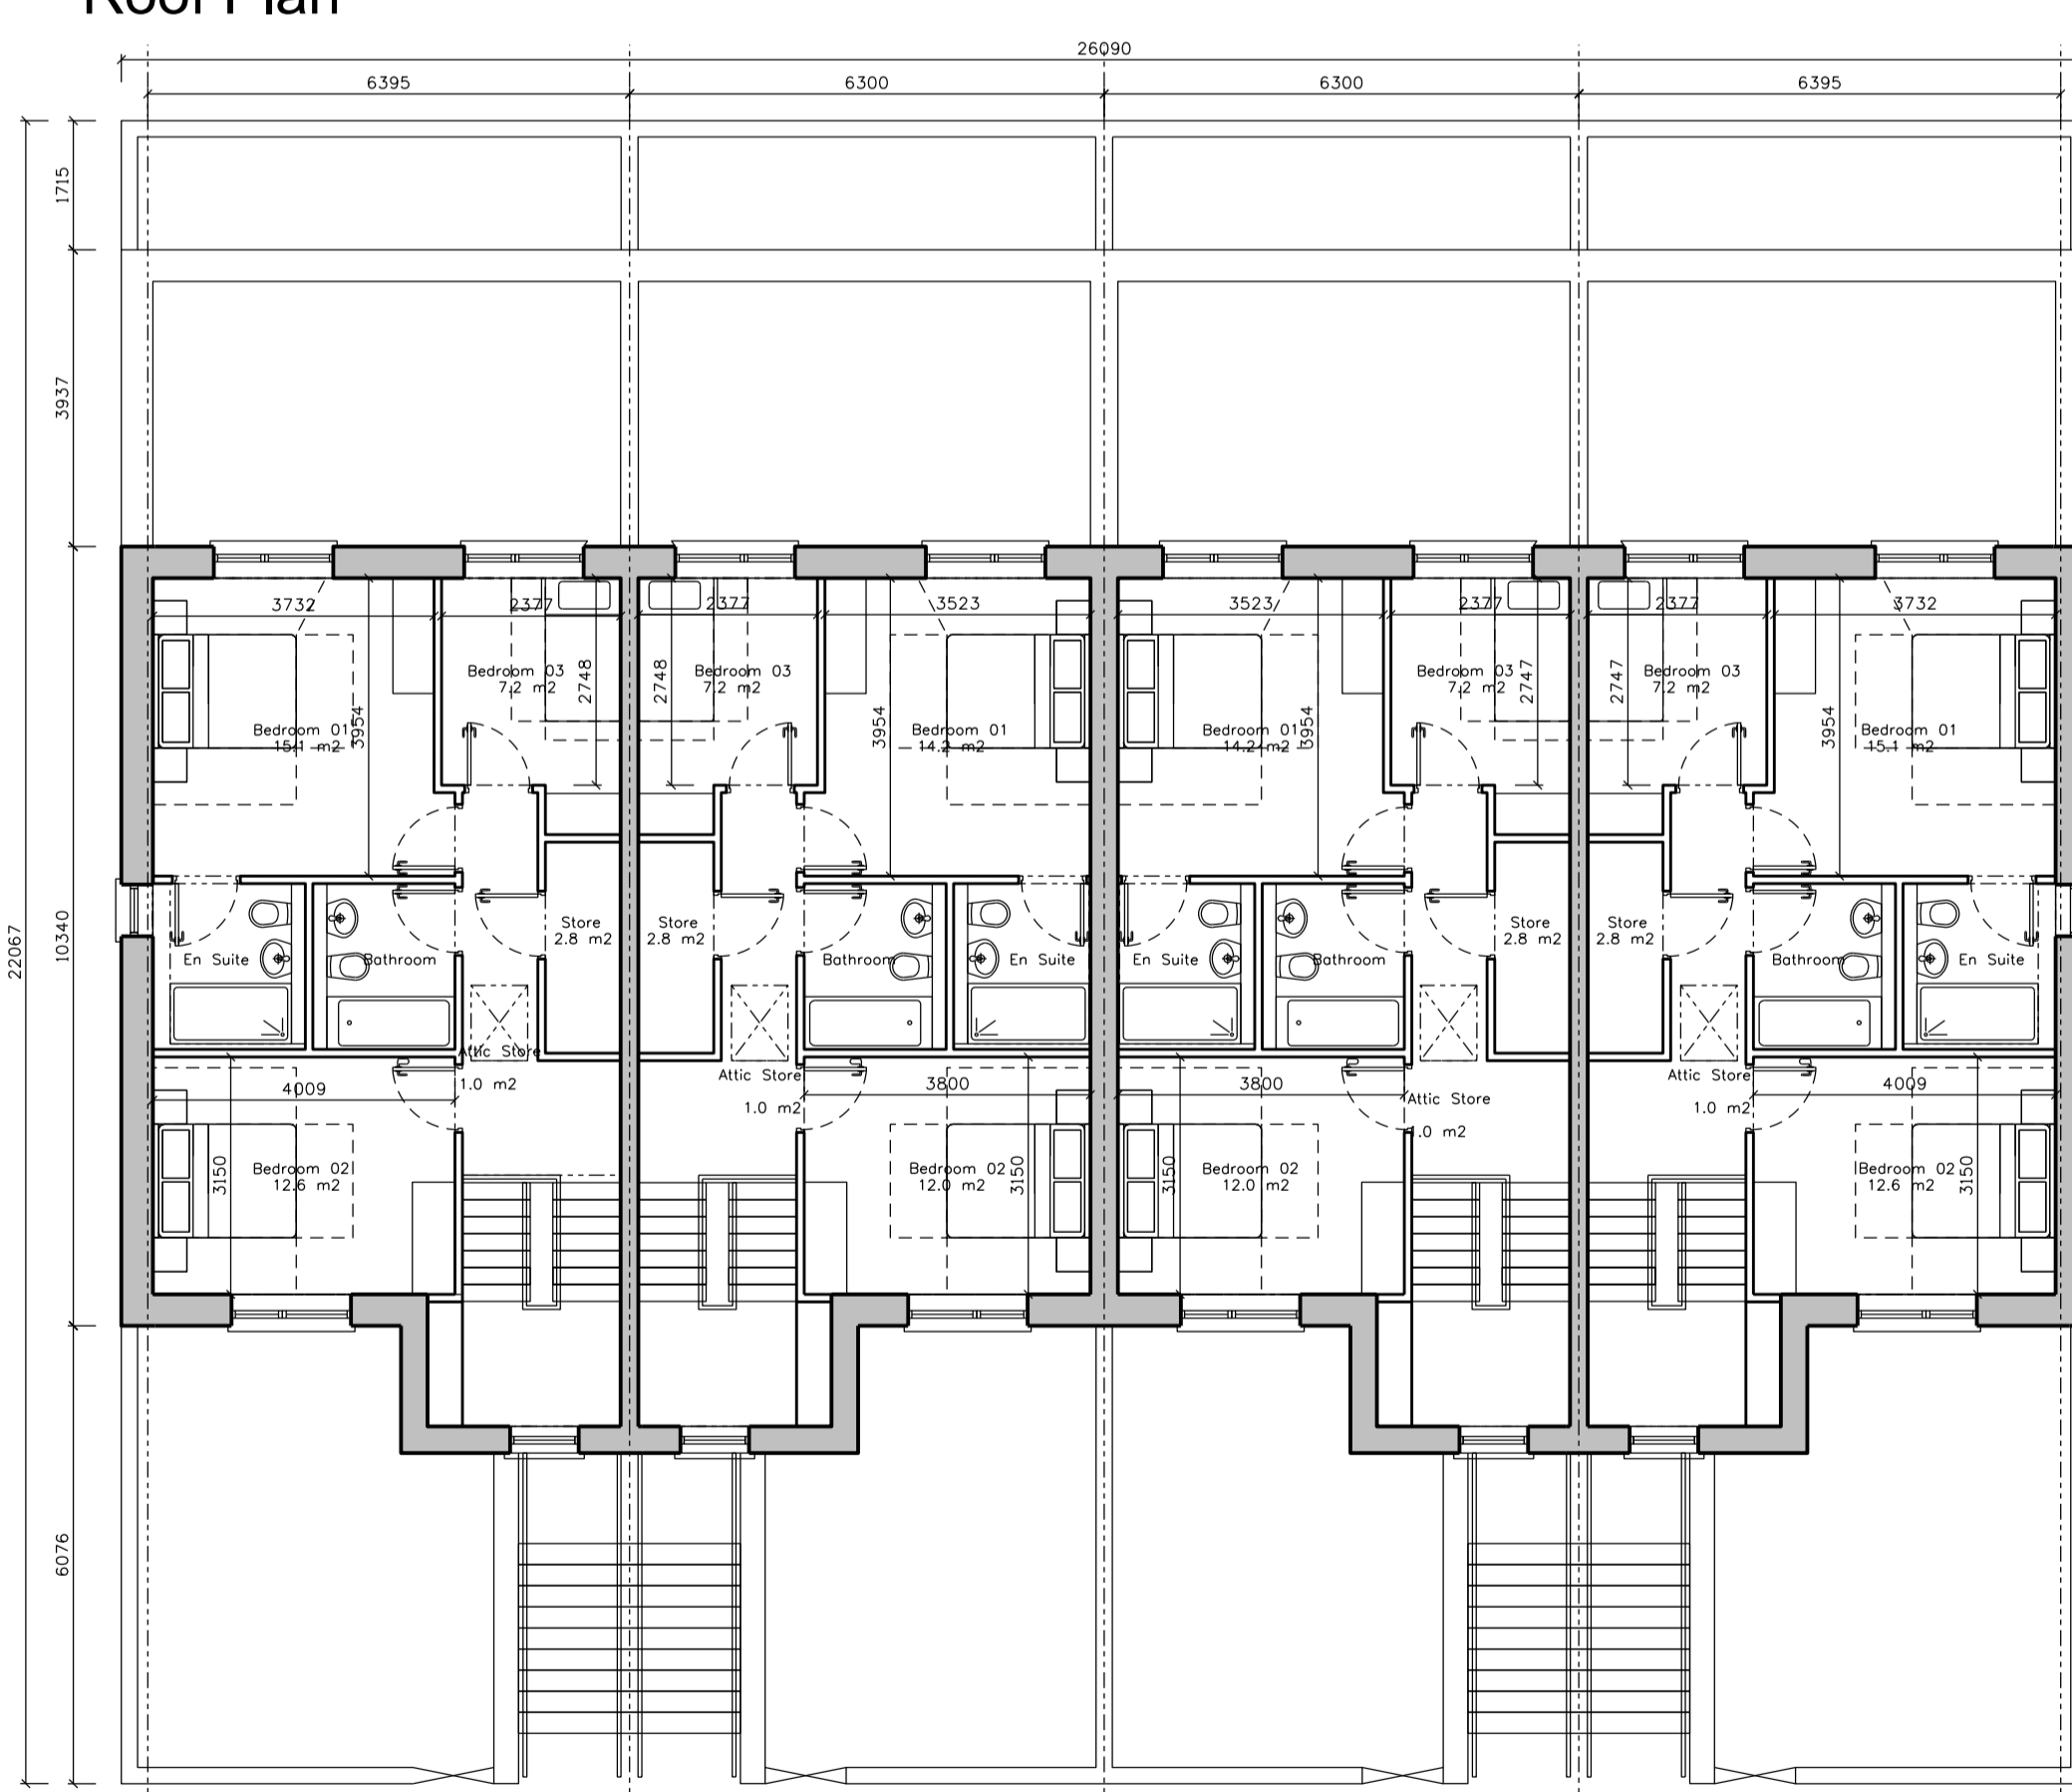 Roof Plan
26090
6395
6300
6300
6395
1715
3937
10340
22067
6076
3732
2377
2377
3523
3523
2377
2377
3732
Bedroom 03
7.2 m2
2748
2748
Bedroom 03
7.2 m2
Bedroom 03
7.2 m2
2747
2747
Bedroom 03
7.2 m2
Bedroom 01
15.1 m2
3954
3954
Bedroom 01
14.2 m2
Bedroom 01
14.2 m2
3954
3954
Bedroom 01
15.1 m2
Store
2.8 m2
Store
2.8 m2
Store
2.8 m2
Store
2.8 m2
En Suite
Bathroom
Bathroom
En Suite
En Suite
Bathroom
Bathroom
En Suite
Attic Store
1.0 m2
Attic Store
1.0 m2
Attic Store
1.0 m2
Attic Store
1.0 m2
4009
3800
3800
4009
3150
Bedroom 02
12.6 m2
Bedroom 02
12.0 m2
3150
3150
Bedroom 02
12.0 m2
Bedroom 02
12.6 m2
3150